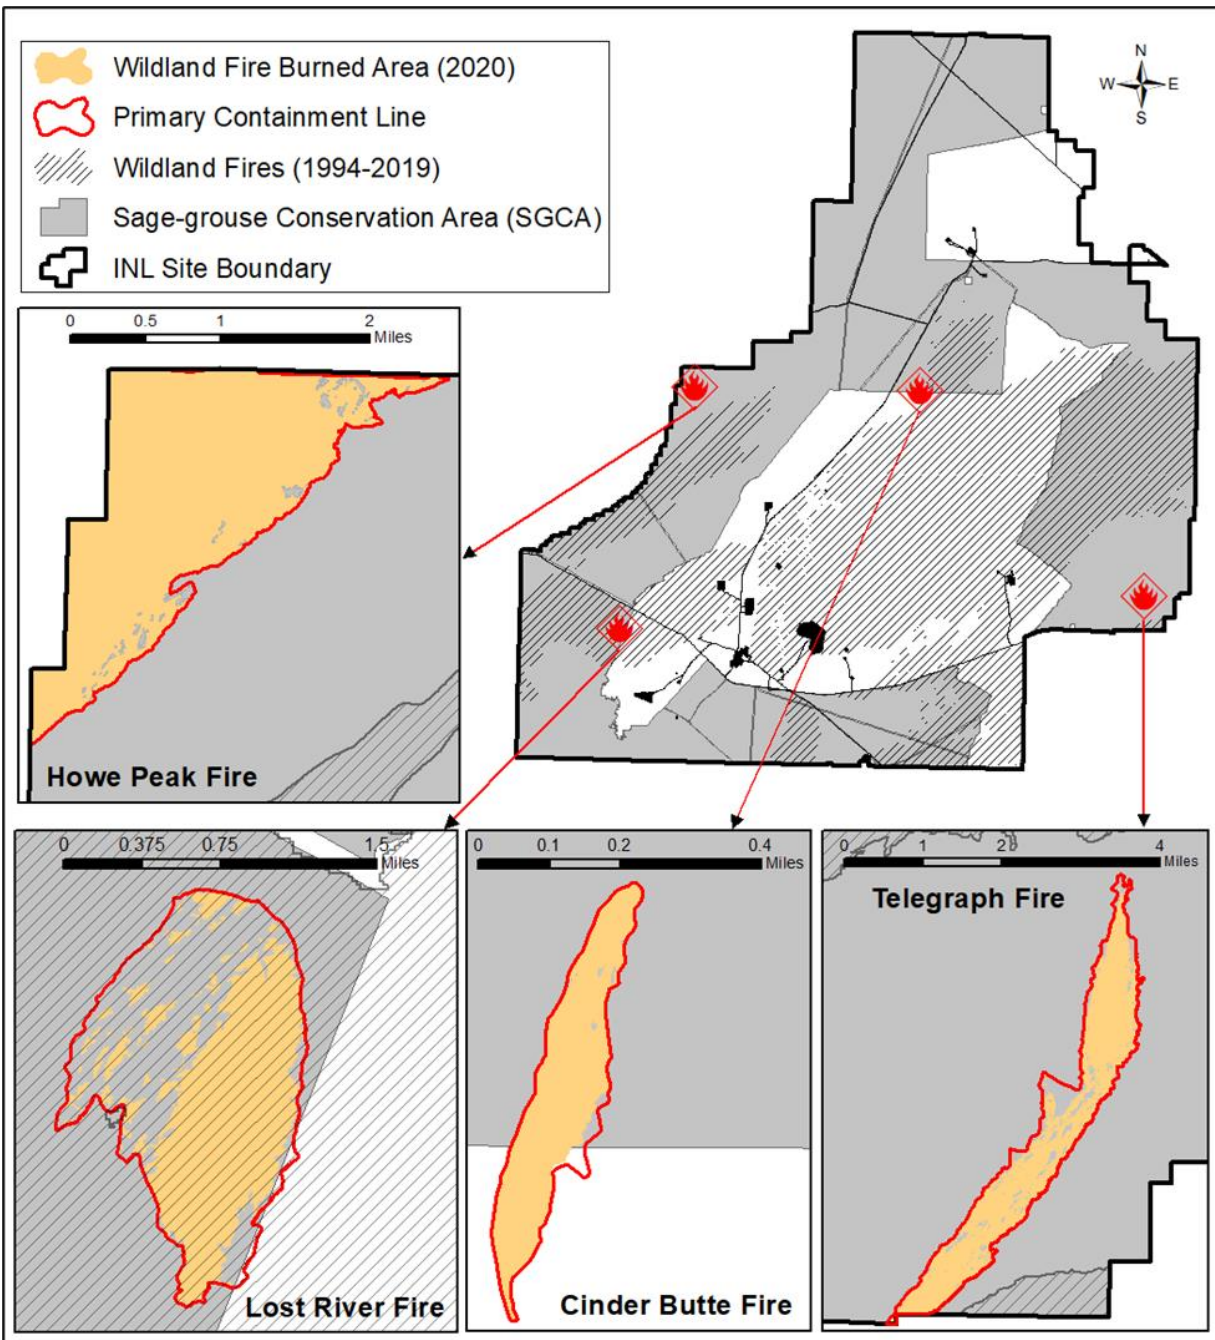 Wildland Fire Burned Area (2020)
Primary Containment Line
Wildland Fires (1994-2019)
Sage-grouse Conservation Area (SGCA)
INL Site Boundary
N
W E
S
0 0.5 1 2
Miles
Howe Peak Fire
0 0.375 0.75 1.5
Miles
Lost River Fire
0 0.1 0.2 0.4
Miles
Cinder Butte Fire
0 1 2 4
Miles
Telegraph Fire